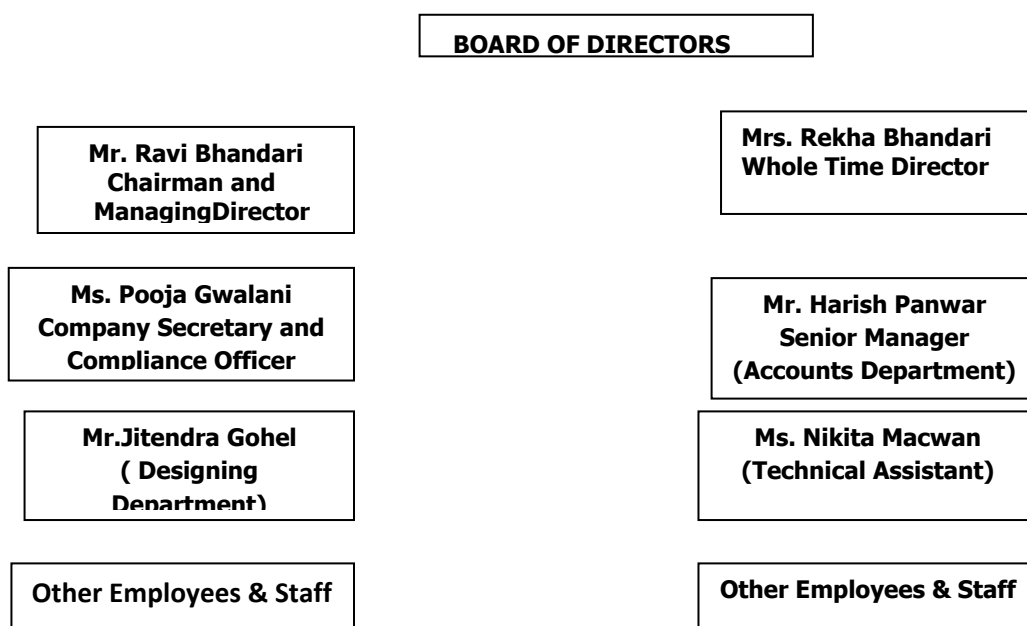 BOARD OF DIRECTORS
Mr. Ravi Bhandari
Chairman and
ManagingDirector
Mrs. Rekha Bhandari
Whole Time Director
Ms. Pooja Gwalani
Company Secretary and
Compliance Officer
Mr. Harish Panwar
Senior Manager
(Accounts Department)
Mr.Jitendra Gohel
( Designing
Department)
Ms. Nikita Macwan
(Technical Assistant)
Other Employees & Staff
Other Employees & Staff